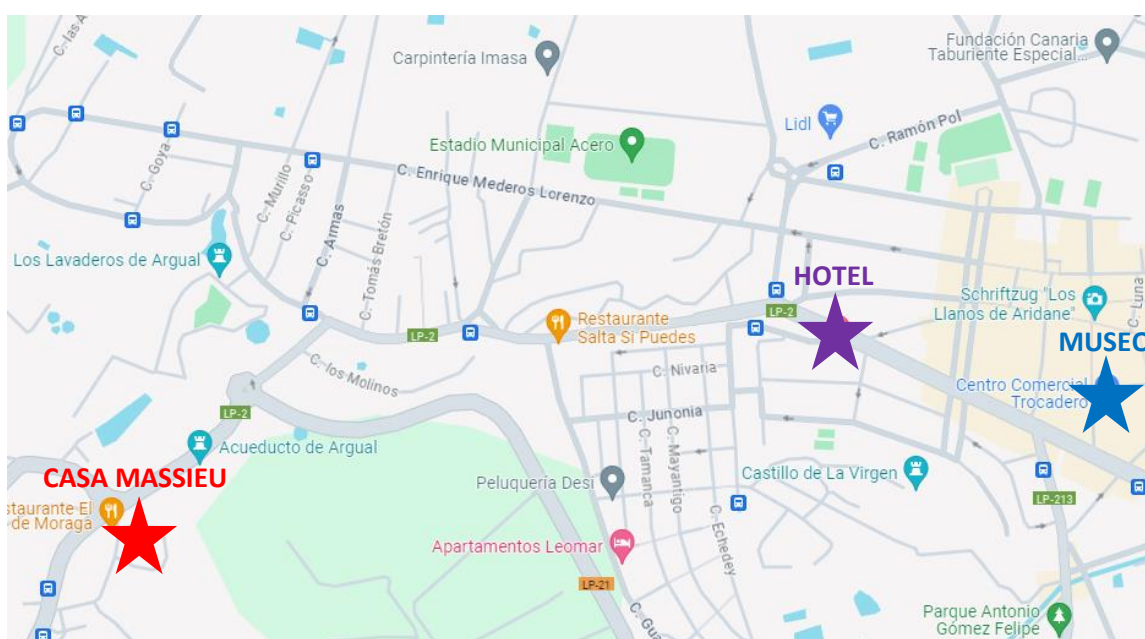 C. las A
Carpintería Imasa
Fundación Canaria
Taburiente Especial...
Lidl
C. Ramón Pol
Estadio Municipal Acero
C. Goya
C. Murillo
C. Picasso
C. Enrique Mederos Lorenzo
C. Armas
C. Tomás Bretón
Los Lavaderos de Argual
HOTEL
Schriftzug "Los
Llanos de Aridane"
C. Luna
LP-2
LP-2
Restaurante
Salta Si Puedes
MUSEO
C. los Molinos
C. Nivaria
Centro Comercial
Trocadero
LP-2
C. Junonia
Acueducto de Argual
C. Tamanca
C. Mayantigo
CASA MASSIEU
Peluquería Desi
Castillo de La Virgen
LP-213
staurante El
de Moraga
C. Echedey
Apartamentos Leomar
LP-21
C. Gua
Parque Antonio
Gómez Felipe